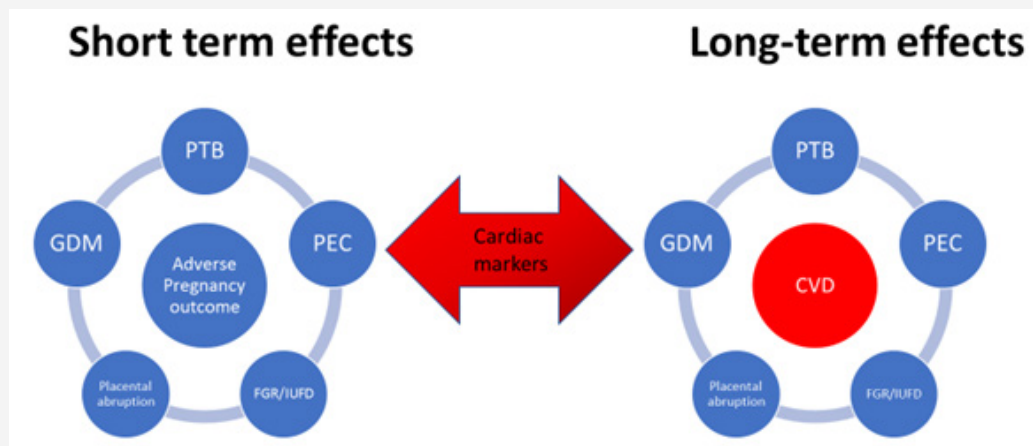 Short term effects
Long-term effects
PTB
GDM
PEC
Adverse
Pregnancy
outcome
Placental
abruption
FGR/IUFD
Cardiac
markers
PTB
GDM
PEC
CVD
Placental
abruption
FGR/IUFD